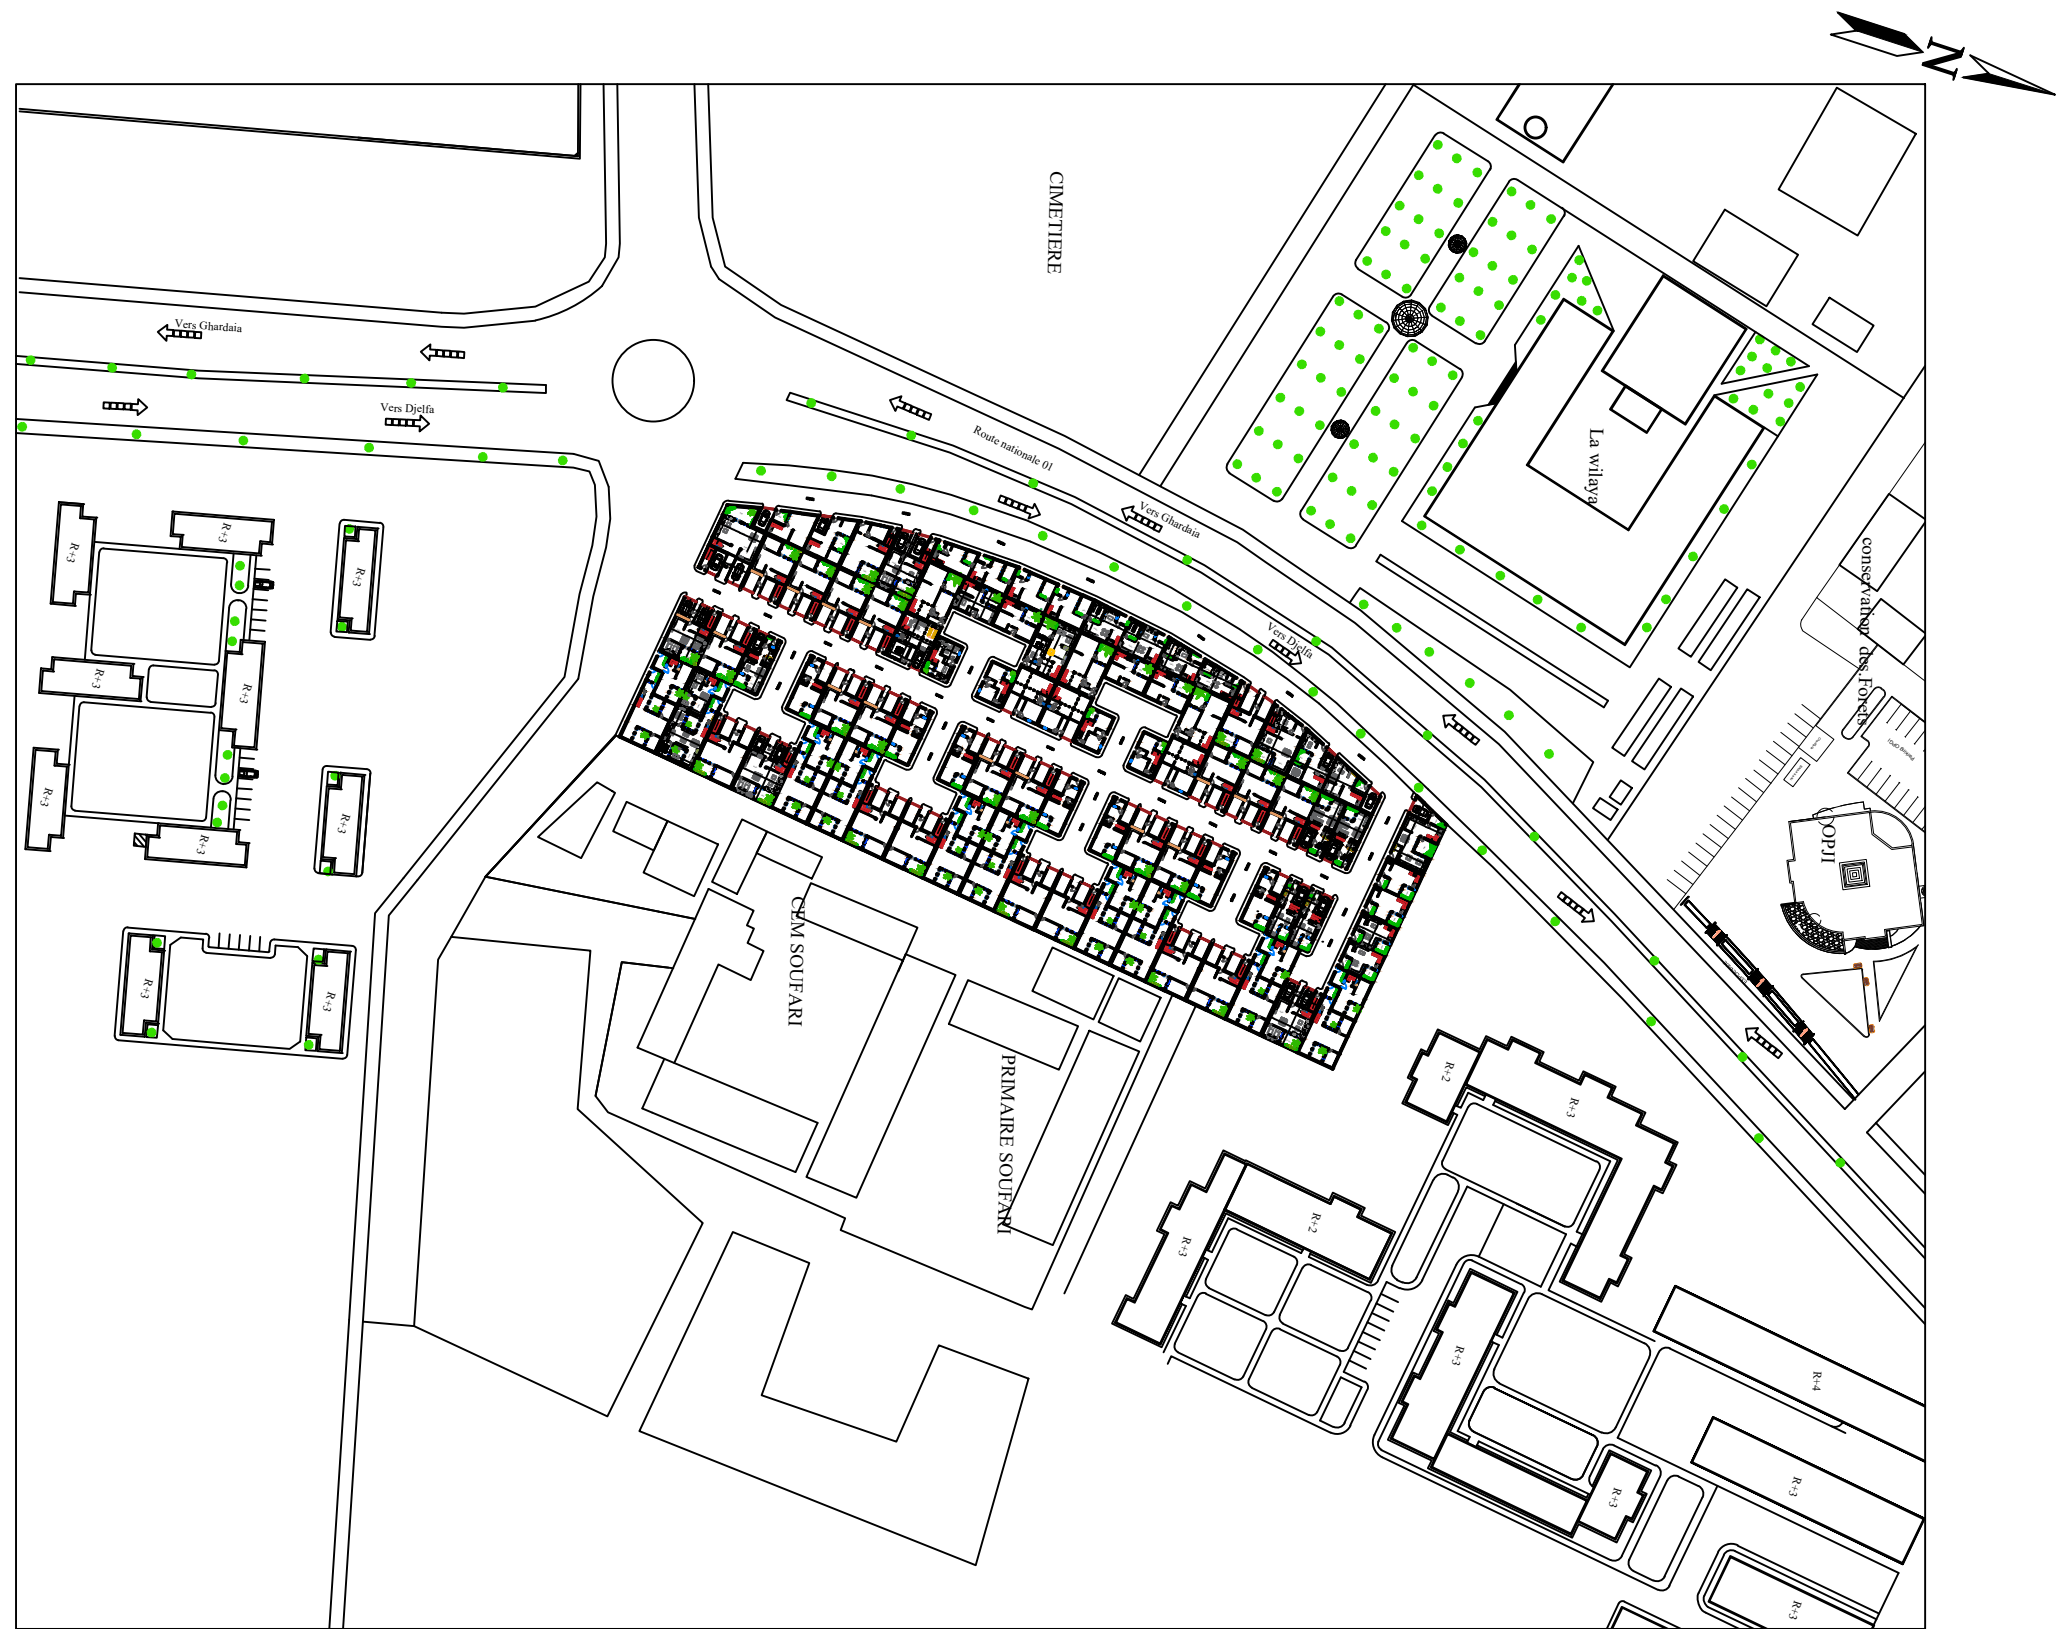 N
CIMETIERE
Vers Ghardaia
Vers Djelfa
Route nationale 01
Vers Ghardaia
Vers Djelfa
La wilaya
conservation des.Forets
OPJI
CEM SOUFARI
PRIMAIRE SOUFARI
R+3
R+3
R+3
R+3
R+3
R+3
R+3
R+3
R+3
R+3
R+2
R+3
R+2
R+3
R+3
R+4
R+3
R+3
R+3